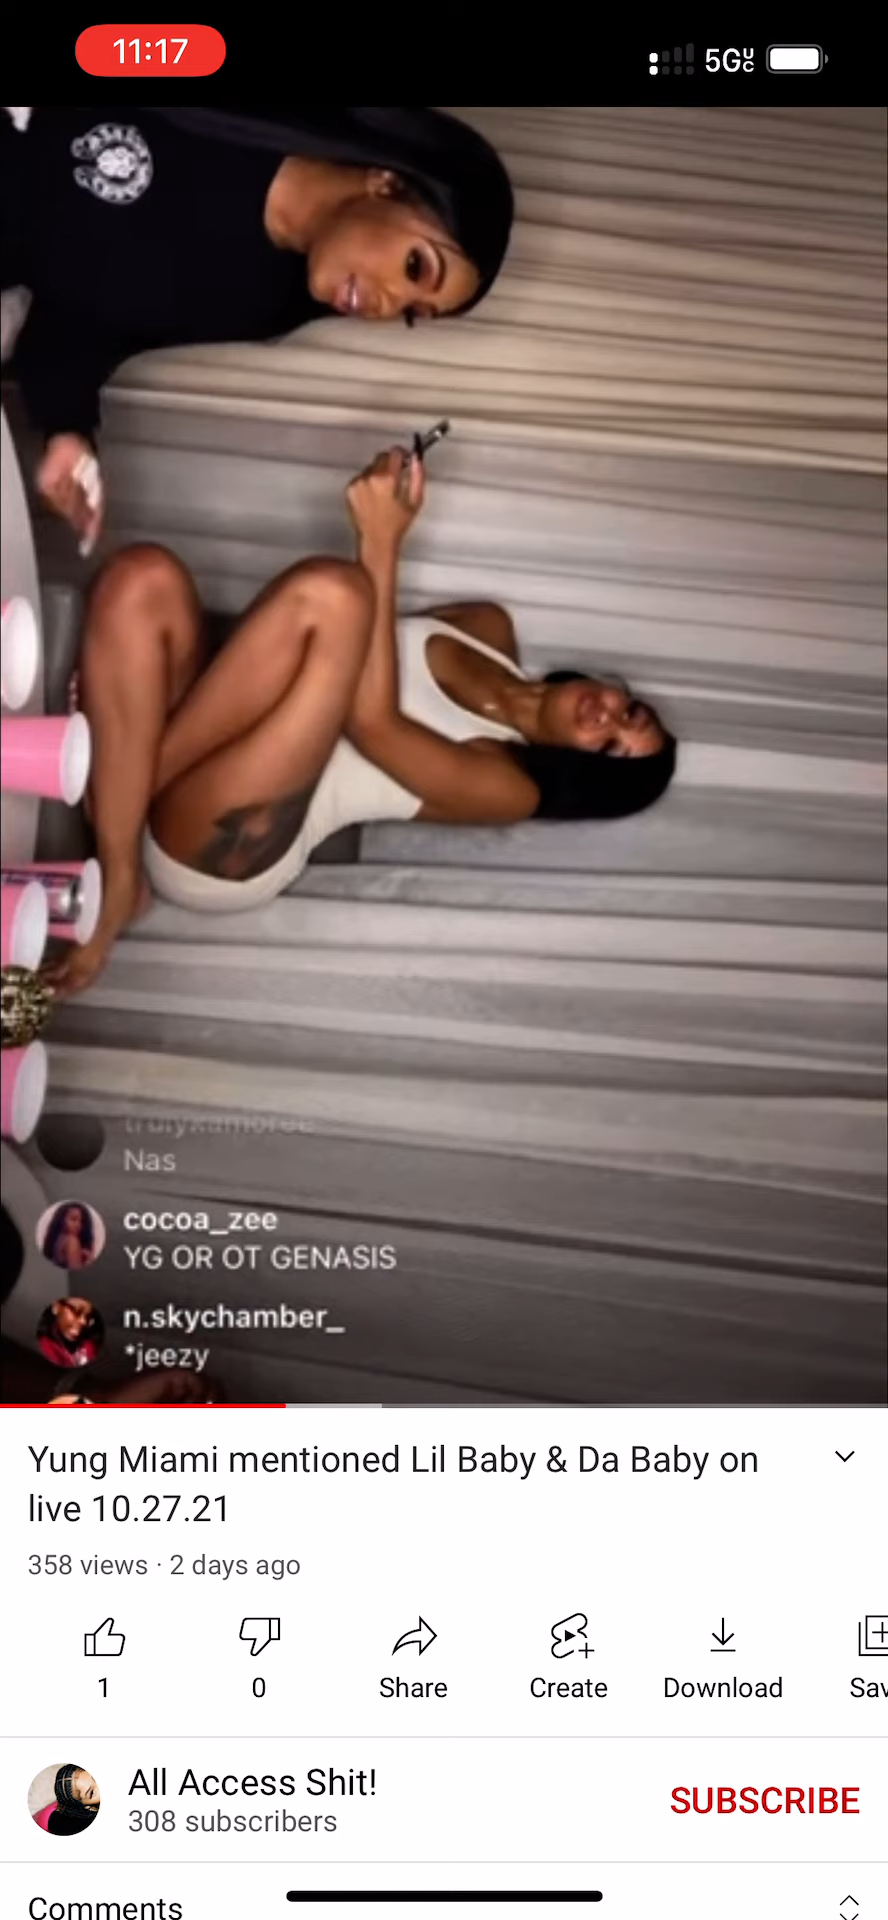 11:17
5GUC
Nas
cocoa_zee
YG OR OT GENASIS
n.skychamber_
*jeezy
Yung Miami mentioned Lil Baby & Da Baby on
live 10.27.21
358 views · 2 days ago
1
0
Share
Create
Download
Sav
All Access Shit!
308 subscribers
SUBSCRIBE
Comments